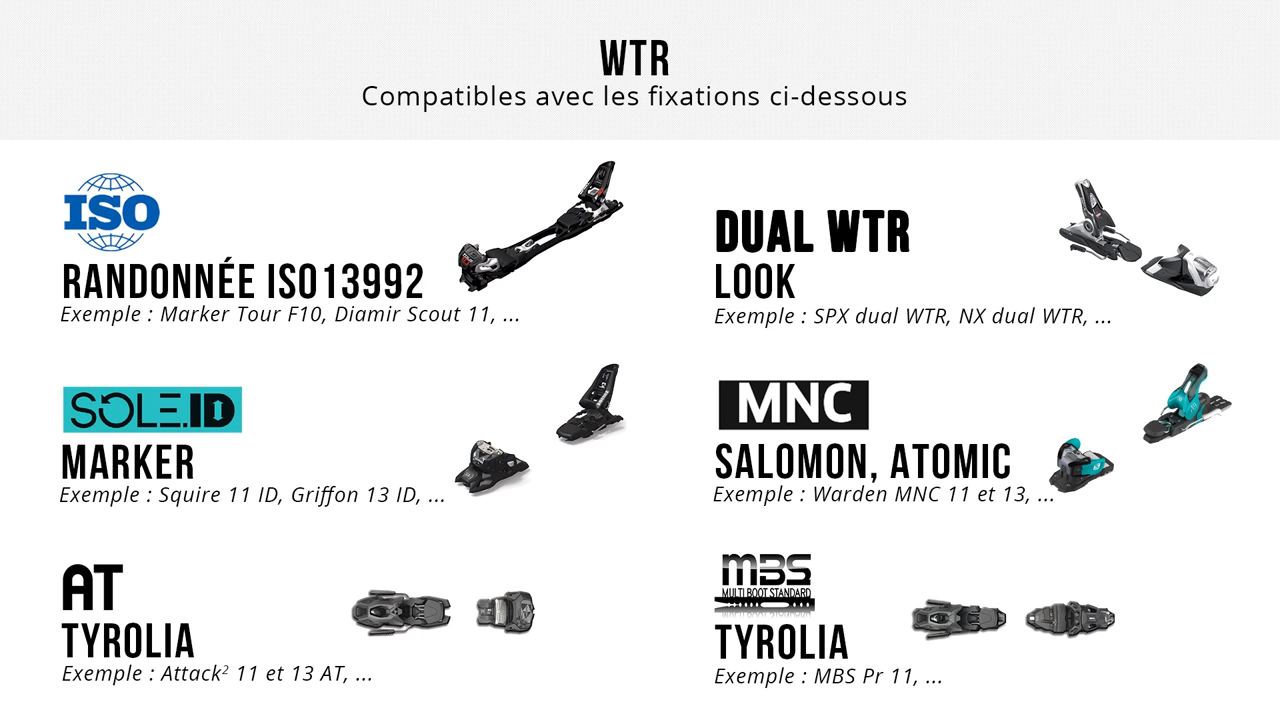 WTR
Compatibles avec les fixations ci-dessous
ISO
RANDONNÉE ISO13992
Exemple : Marker Tour F10, Diamir Scout 11, ...
DUAL WTR
LOOK
Exemple : SPX dual WTR, NX dual WTR, ...
SOLE.ID
MARKER
Exemple : Squire 11 ID, Griffon 13 ID, ...
MNC
SALOMON, ATOMIC
Exemple : Warden MNC 11 et 13, ...
AT
TYROLIA
Exemple : Attack² 11 et 13 AT, ...
MBS
MULTI BOOT STANDARD
TYROLIA
Exemple : MBS Pr 11, ...